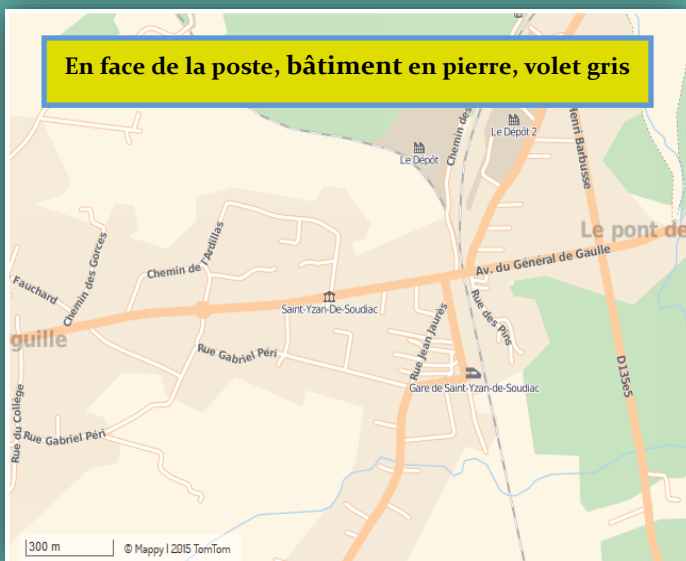 En face de la poste, bâtiment en pierre, volet gris
Le Dépôt
Chemin des
Le Dépôt 2
Henri Barbusse
Le pont de
Av. du Général de Gaulle
Chemin de l'Ardillas
Chemin des Gorces
Fauchard
Saint-Yzan-De-Soudiac
Rue des Pins
guille
Rue Gabriel Péri
Rue Jean Jaurès
Gare de Saint-Yzan-de-Soudiac
D135e5
Rue du Collège
Rue Gabriel Péri
300 m
© Mappy | 2015 TomTom